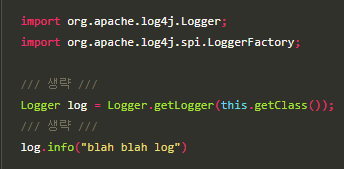 import org.apache.log4j.Logger;
import org.apache.log4j.spi.LoggerFactory;
/// 생략 ///
Logger log = Logger.getLogger(this.getClass());
/// 생략 ///
log.info("blah blah log")